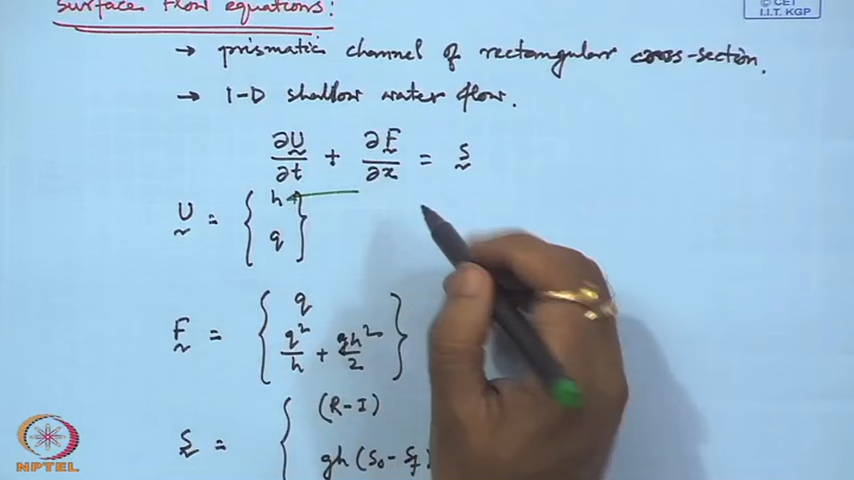 Surface flow equations:
© CET
I.I.T. KGP
→ prismatic channel of rectangular cross-section.
→ 1-D shallow water flow.
∂U/∂t + ∂F/∂x = S
U = { h
q }
F = { q
q²/h + gh²/2 }
S = { (R-I)
gh(S₀ - S_f)
NPTEL